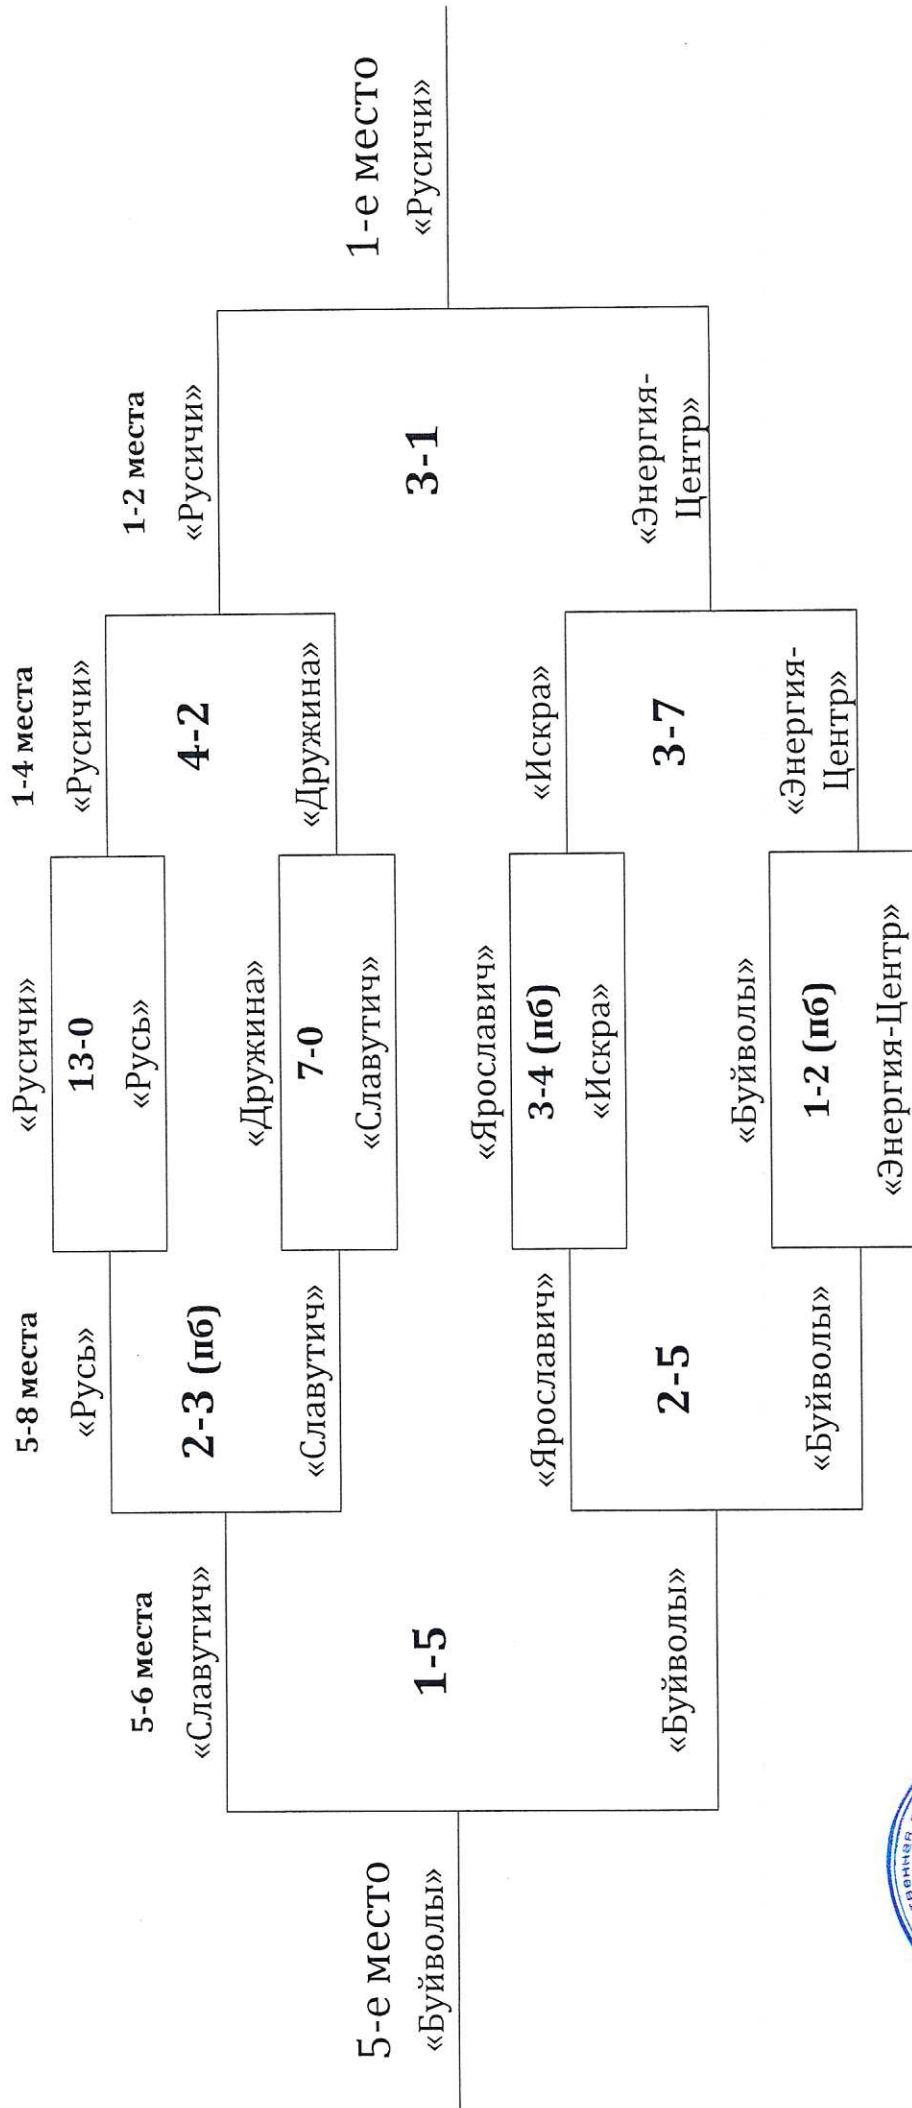 5-е место
«Буйволы»
5-6 места
«Славутич»
1-5
«Буйволы»
5-8 места
«Русь»
2-3 (пб)
«Славутич»
«Ярославич»
2-5
«Буйволы»
«Русичи»
13-0
«Русь»
«Дружина»
7-0
«Славутич»
«Ярославич»
3-4 (пб)
«Искра»
«Буйволы»
1-2 (пб)
«Энергия-Центр»
1-4 места
«Русичи»
4-2
«Дружина»
«Искра»
3-7
«Энергия-
Центр»
1-2 места
«Русичи»
3-1
«Энергия-
Центр»
1-е место
«Русичи»